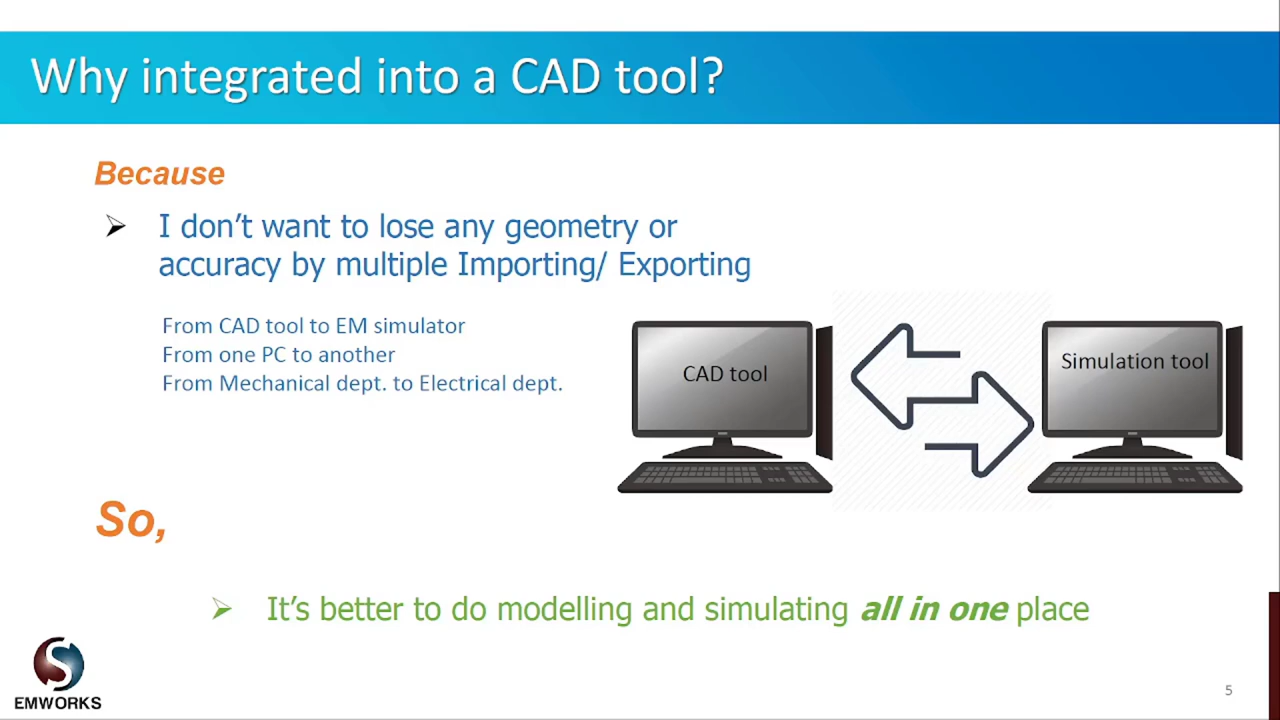 Why integrated into a CAD tool?
Because
I don't want to lose any geometry or
accuracy by multiple Importing/ Exporting
From CAD tool to EM simulator
From one PC to another
From Mechanical dept. to Electrical dept.
CAD tool
Simulation tool
So,
It's better to do modelling and simulating all in one place
S
EMWORKS
5